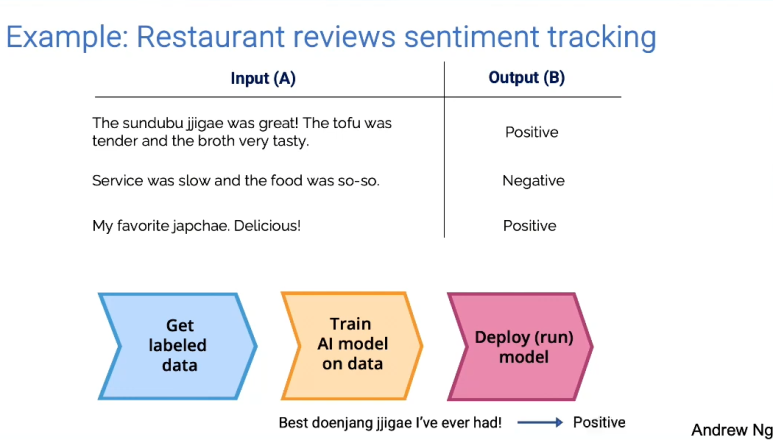 Example: Restaurant reviews sentiment tracking
Input (A) Output (B)
The sundubu jjigae was great! The tofu was
tender and the broth very tasty.
Positive
Service was slow and the food was so-so. Negative
My favorite japchae. Delicious! Positive
Get
labeled
data
Train
AI model
on data
Deploy (run)
model
Best doenjang jjigae I've ever had! Positive
Andrew Ng